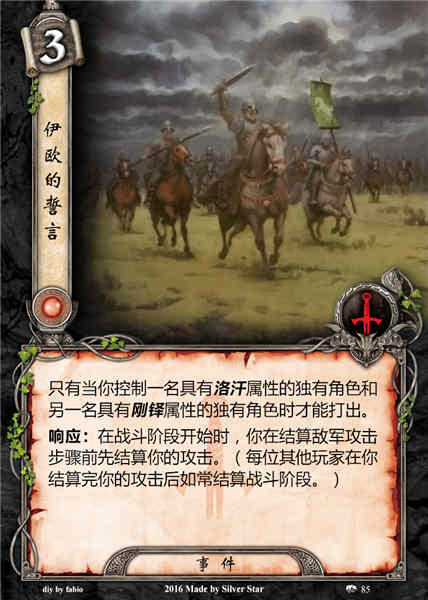 3
伊欧的誓言
只有当你控制一名具有洛汗属性的独有角色和
另一名具有刚铎属性的独有角色时才能打出。
响应：在战斗阶段开始时，你在结算敌军攻击
步骤前先结算你的攻击。（每位其他玩家在你
结算完你的攻击后如常结算战斗阶段。）
事件
diy by fabio
2016 Made by Silver Star
85